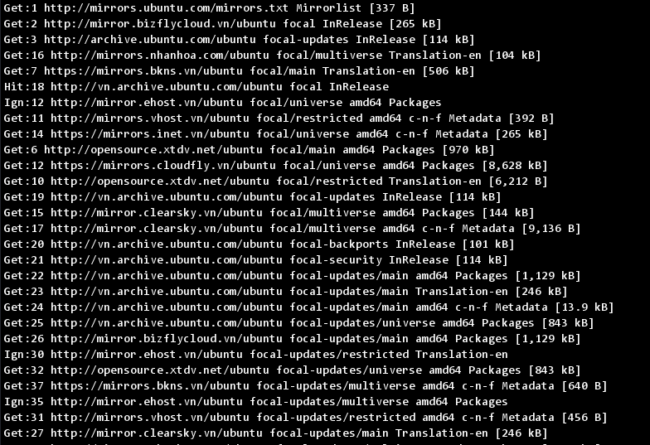 Get:1 http://mirrors.ubuntu.com/mirrors.txt Mirrorlist [337 B]
Get:2 http://mirror.bizflycloud.vn/ubuntu focal InRelease [265 kB]
Get:3 http://archive.ubuntu.com/ubuntu focal-updates InRelease [114 kB]
Get:16 http://mirrors.nhanhoa.com/ubuntu focal/multiverse Translation-en [104 kB]
Get:7 https://mirrors.bkns.vn/ubuntu focal/main Translation-en [506 kB]
Hit:18 http://vn.archive.ubuntu.com/ubuntu focal InRelease
Ign:12 http://mirror.ehost.vn/ubuntu focal/universe amd64 Packages
Get:11 http://mirrors.vhost.vn/ubuntu focal/restricted amd64 c-n-f Metadata [392 B]
Get:14 https://mirrors.inet.vn/ubuntu focal/universe amd64 c-n-f Metadata [265 kB]
Get:6 http://opensource.xtdv.net/ubuntu focal/main amd64 Packages [970 kB]
Get:12 https://mirrors.cloudfly.vn/ubuntu focal/universe amd64 Packages [8,628 kB]
Get:10 http://opensource.xtdv.net/ubuntu focal/restricted Translation-en [6,212 B]
Get:19 http://vn.archive.ubuntu.com/ubuntu focal-updates InRelease [114 kB]
Get:15 http://mirror.clearsky.vn/ubuntu focal/multiverse amd64 Packages [144 kB]
Get:17 http://mirror.clearsky.vn/ubuntu focal/multiverse amd64 c-n-f Metadata [9,136 B]
Get:20 http://vn.archive.ubuntu.com/ubuntu focal-backports InRelease [101 kB]
Get:21 http://vn.archive.ubuntu.com/ubuntu focal-security InRelease [114 kB]
Get:22 http://vn.archive.ubuntu.com/ubuntu focal-updates/main amd64 Packages [1,129 kB]
Get:23 http://vn.archive.ubuntu.com/ubuntu focal-updates/main Translation-en [246 kB]
Get:24 http://vn.archive.ubuntu.com/ubuntu focal-updates/main amd64 c-n-f Metadata [13.9 kB]
Get:25 http://vn.archive.ubuntu.com/ubuntu focal-updates/universe amd64 Packages [843 kB]
Get:26 http://mirror.bizflycloud.vn/ubuntu focal-updates/main amd64 Packages [1,129 kB]
Ign:30 http://mirror.ehost.vn/ubuntu focal-updates/restricted Translation-en
Get:32 http://opensource.xtdv.net/ubuntu focal-updates/universe amd64 Packages [843 kB]
Get:37 https://mirrors.bkns.vn/ubuntu focal-updates/multiverse amd64 c-n-f Metadata [640 B]
Ign:35 http://mirror.ehost.vn/ubuntu focal-updates/multiverse amd64 Packages
Get:31 http://mirrors.vhost.vn/ubuntu focal-updates/restricted amd64 c-n-f Metadata [456 B]
Get:27 http://mirror.clearsky.vn/ubuntu focal-updates/main Translation-en [246 kB]